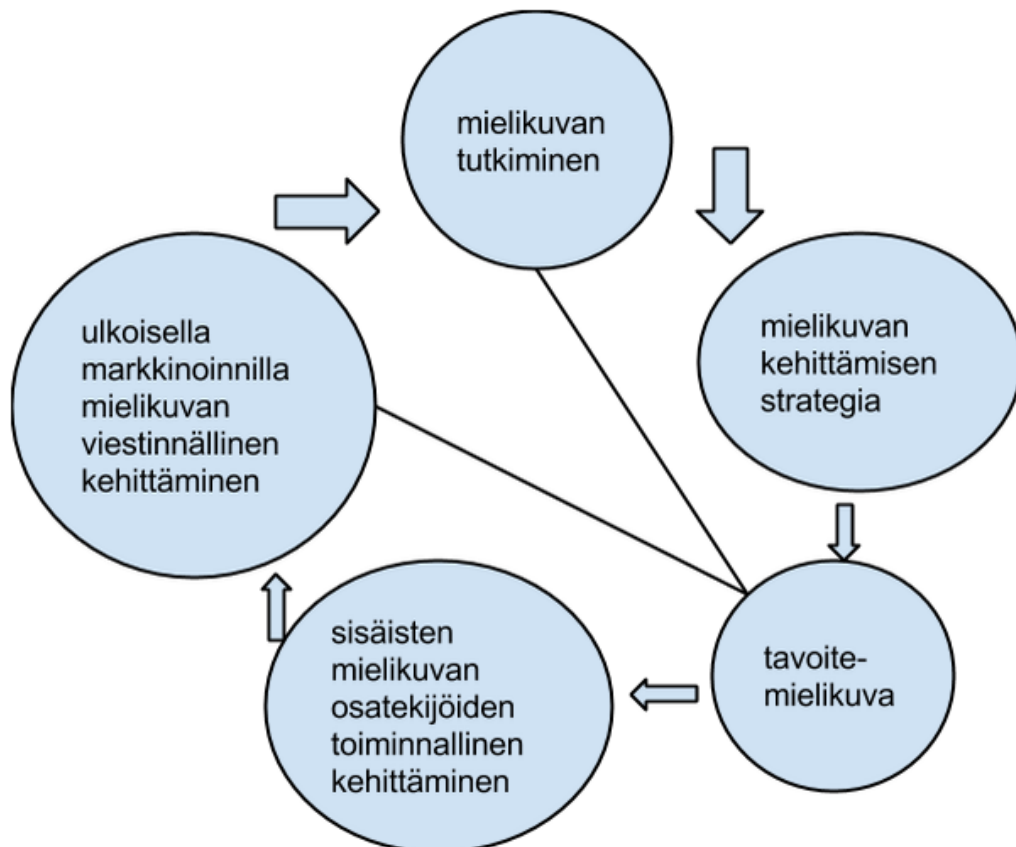 mielikuvan
tutkiminen
mielikuvan
kehittämisen
strategia
tavoite-
mielikuva
sisäisten
mielikuvan
osatekijöiden
toiminnallinen
kehittäminen
ulkoisella
markkinoinnilla
mielikuvan
viestinnällinen
kehittäminen